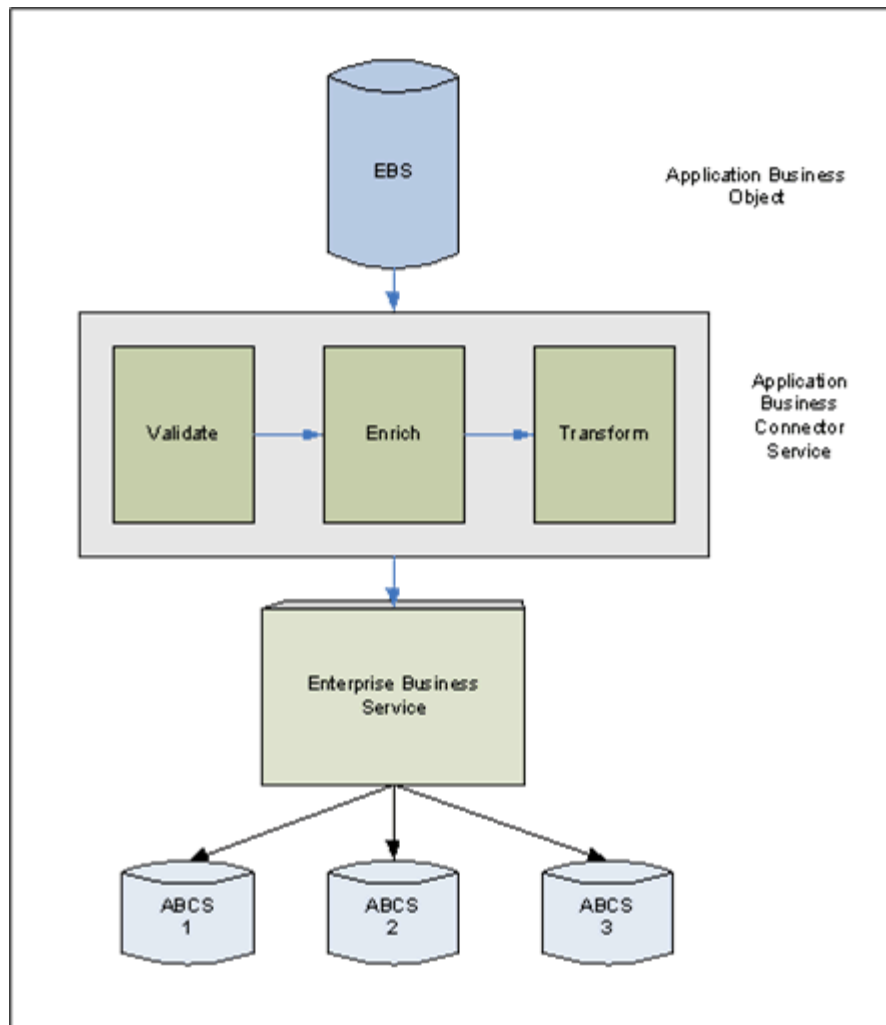 EBS
Application Business
Object
Validate
Enrich
Transform
Application
Business
Connector
Service
Enterprise Business
Service
ABCS
1
ABCS
2
ABCS
3